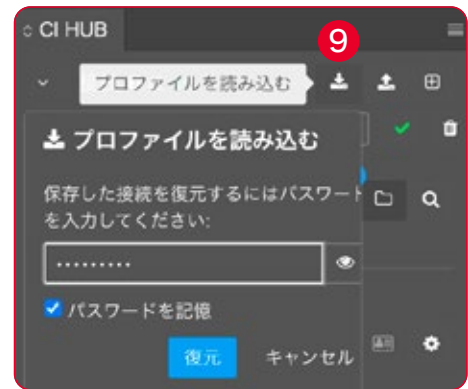 CI HUB
9
プロファイルを読み込む
プロファイルを読み込む
保存した接続を復元するにはパスワード
を入力してください:
•••••••••
パスワードを記憶
復元 キャンセル